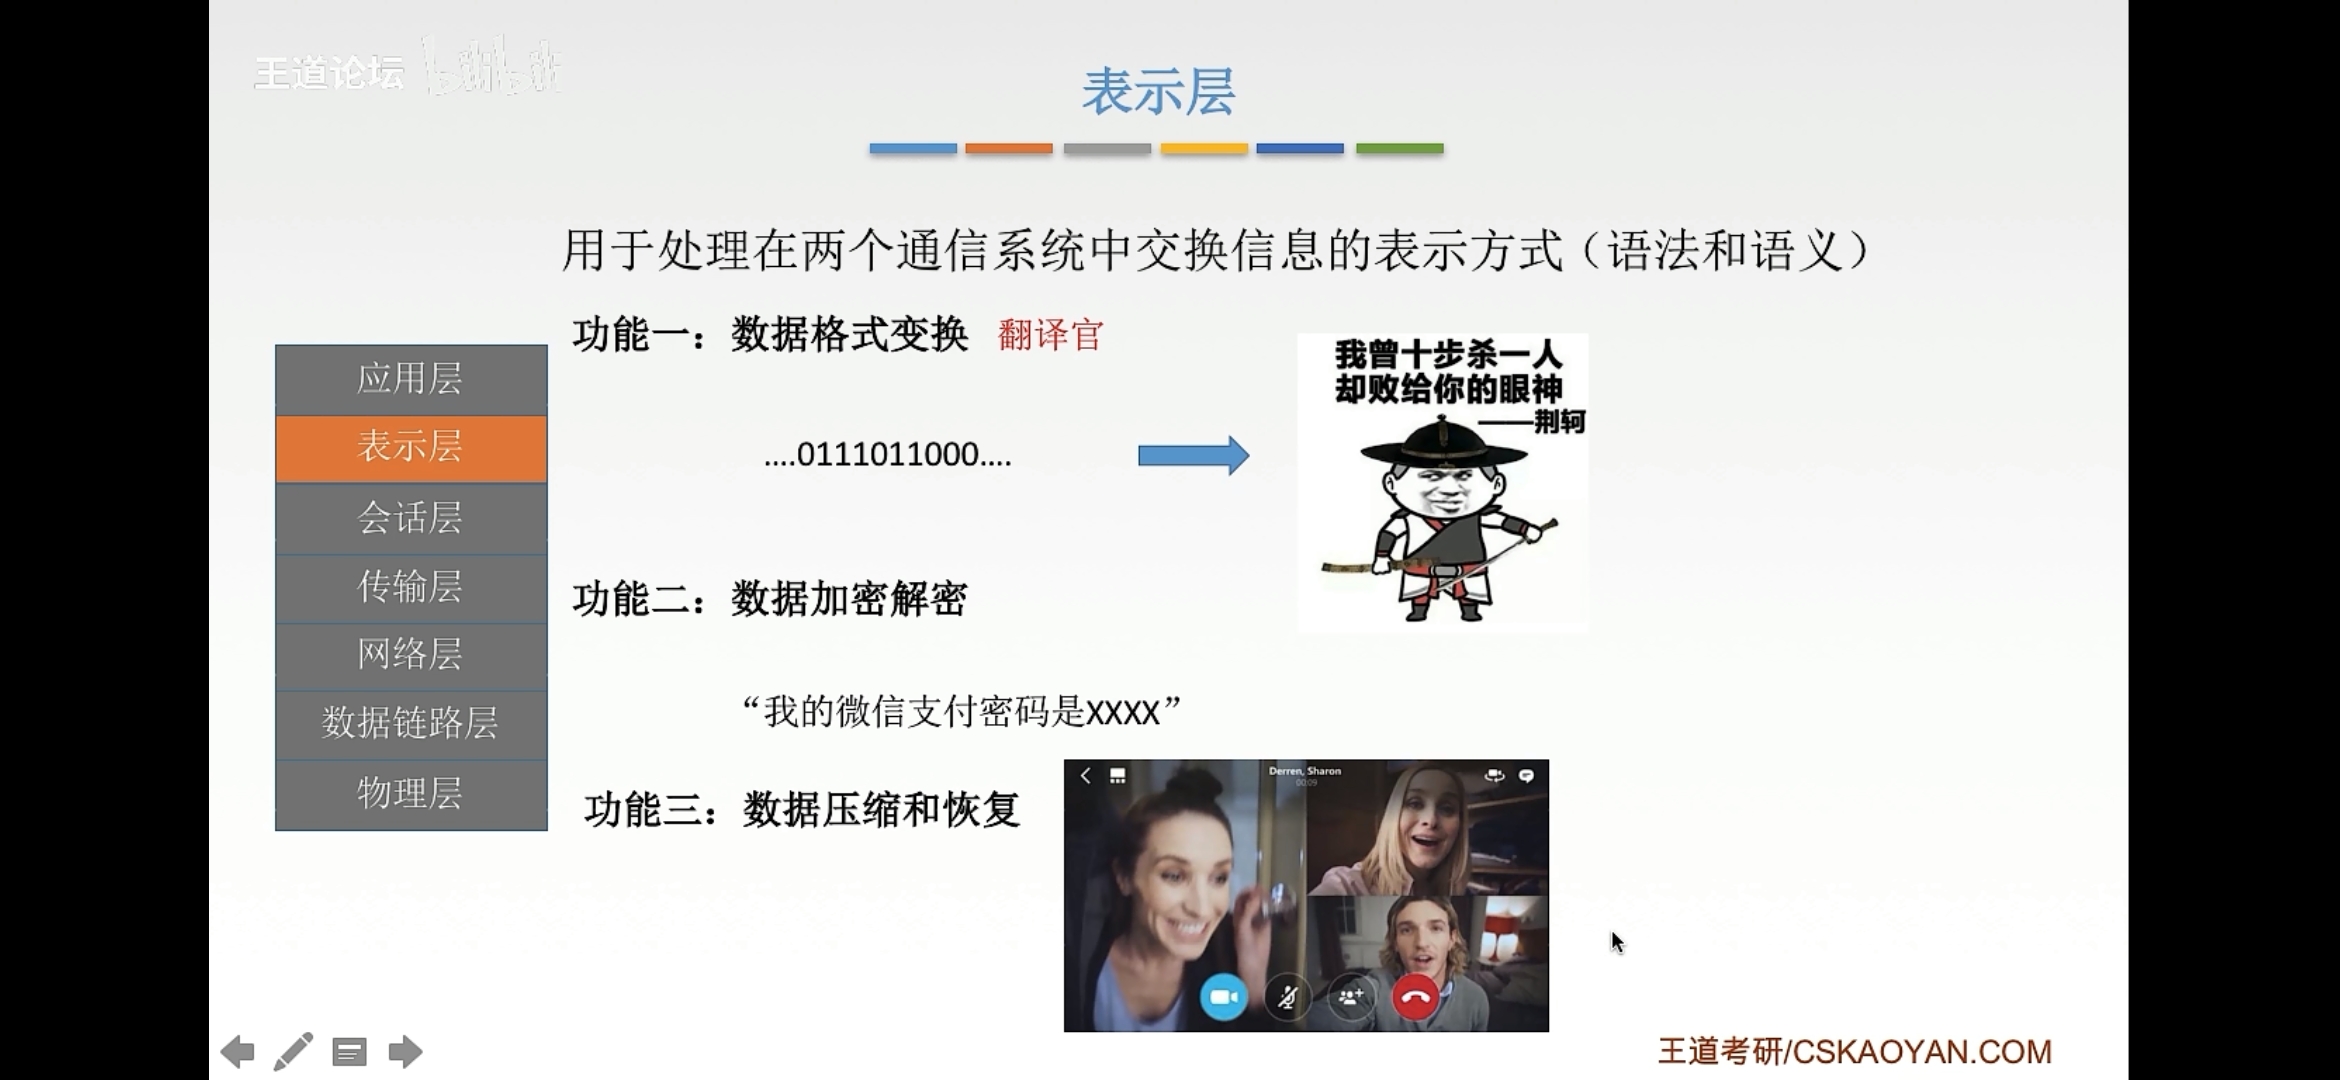 王道论坛 bilibili
表示层
用于处理在两个通信系统中交换信息的表示方式（语法和语义）
功能一：数据格式变换 翻译官
....0111011000....
我曾十步杀一人
却败给你的眼神
——荆轲
应用层
表示层
会话层
传输层
网络层
数据链路层
物理层
功能二：数据加密解密
“我的微信支付密码是XXXX”
功能三：数据压缩和恢复
Derren, Sharon
00:09
王道考研/CSKAOYAN.COM